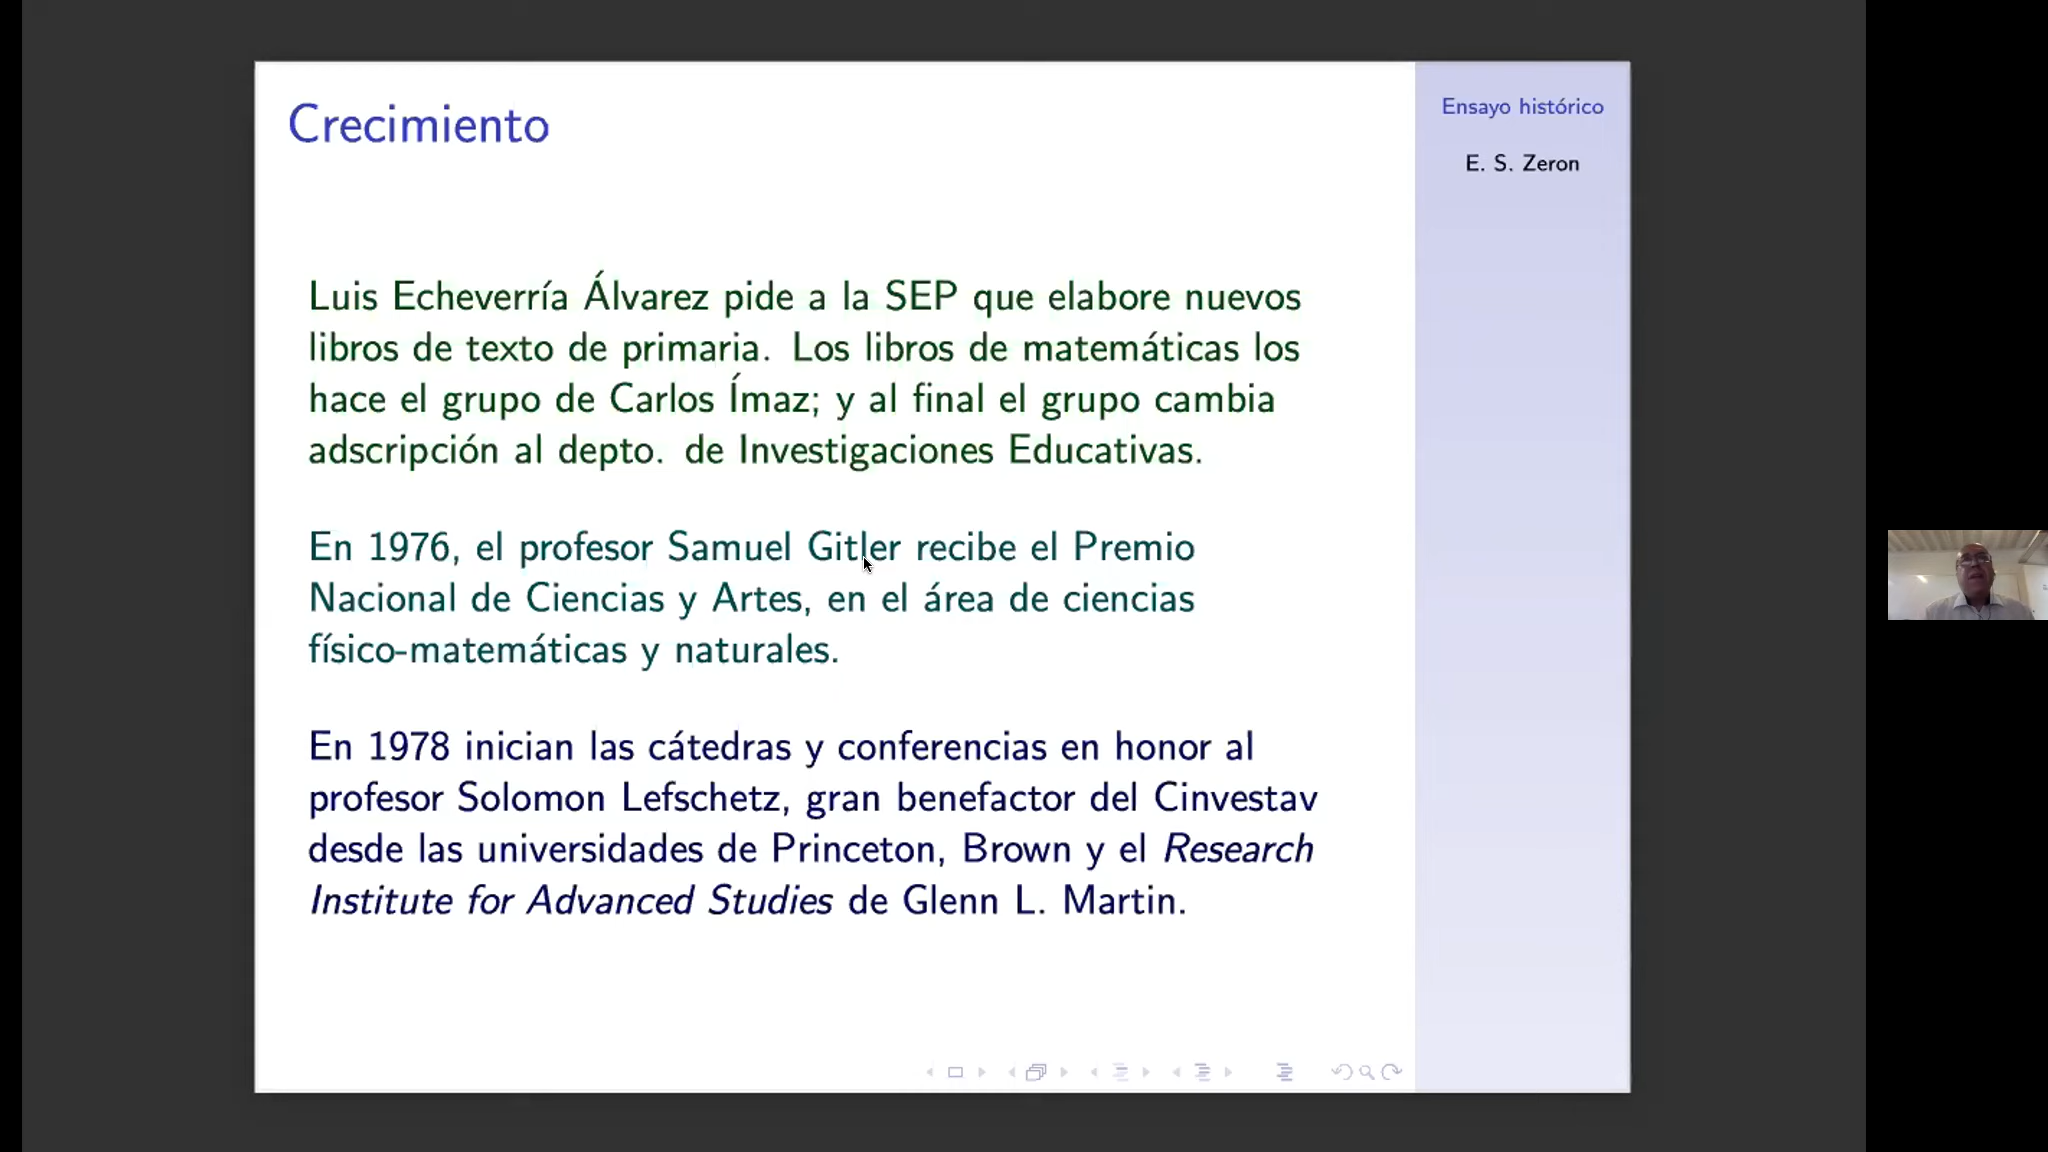 Crecimiento
Ensayo histórico
E. S. Zeron
Luis Echeverría Álvarez pide a la SEP que elabore nuevos
libros de texto de primaria. Los libros de matemáticas los
hace el grupo de Carlos Ímaz; y al final el grupo cambia
adscripción al depto. de Investigaciones Educativas.
En 1976, el profesor Samuel Gitler recibe el Premio
Nacional de Ciencias y Artes, en el área de ciencias
físico-matemáticas y naturales.
En 1978 inician las cátedras y conferencias en honor al
profesor Solomon Lefschetz, gran benefactor del Cinvestav
desde las universidades de Princeton, Brown y el Research
Institute for Advanced Studies de Glenn L. Martin.